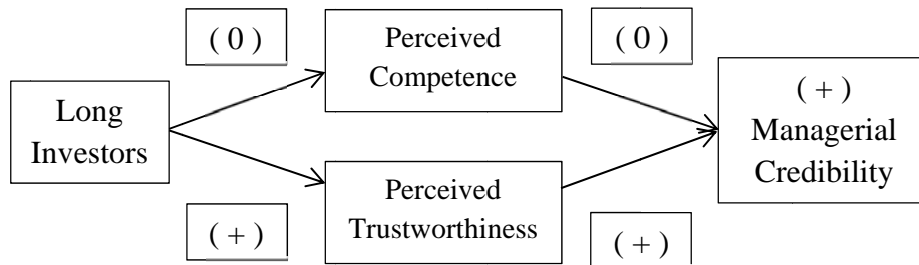 ( 0 )
Perceived
Competence
( 0 )
Long
Investors
( + )
Managerial
Credibility
Perceived
Trustworthiness
( + )
( + )